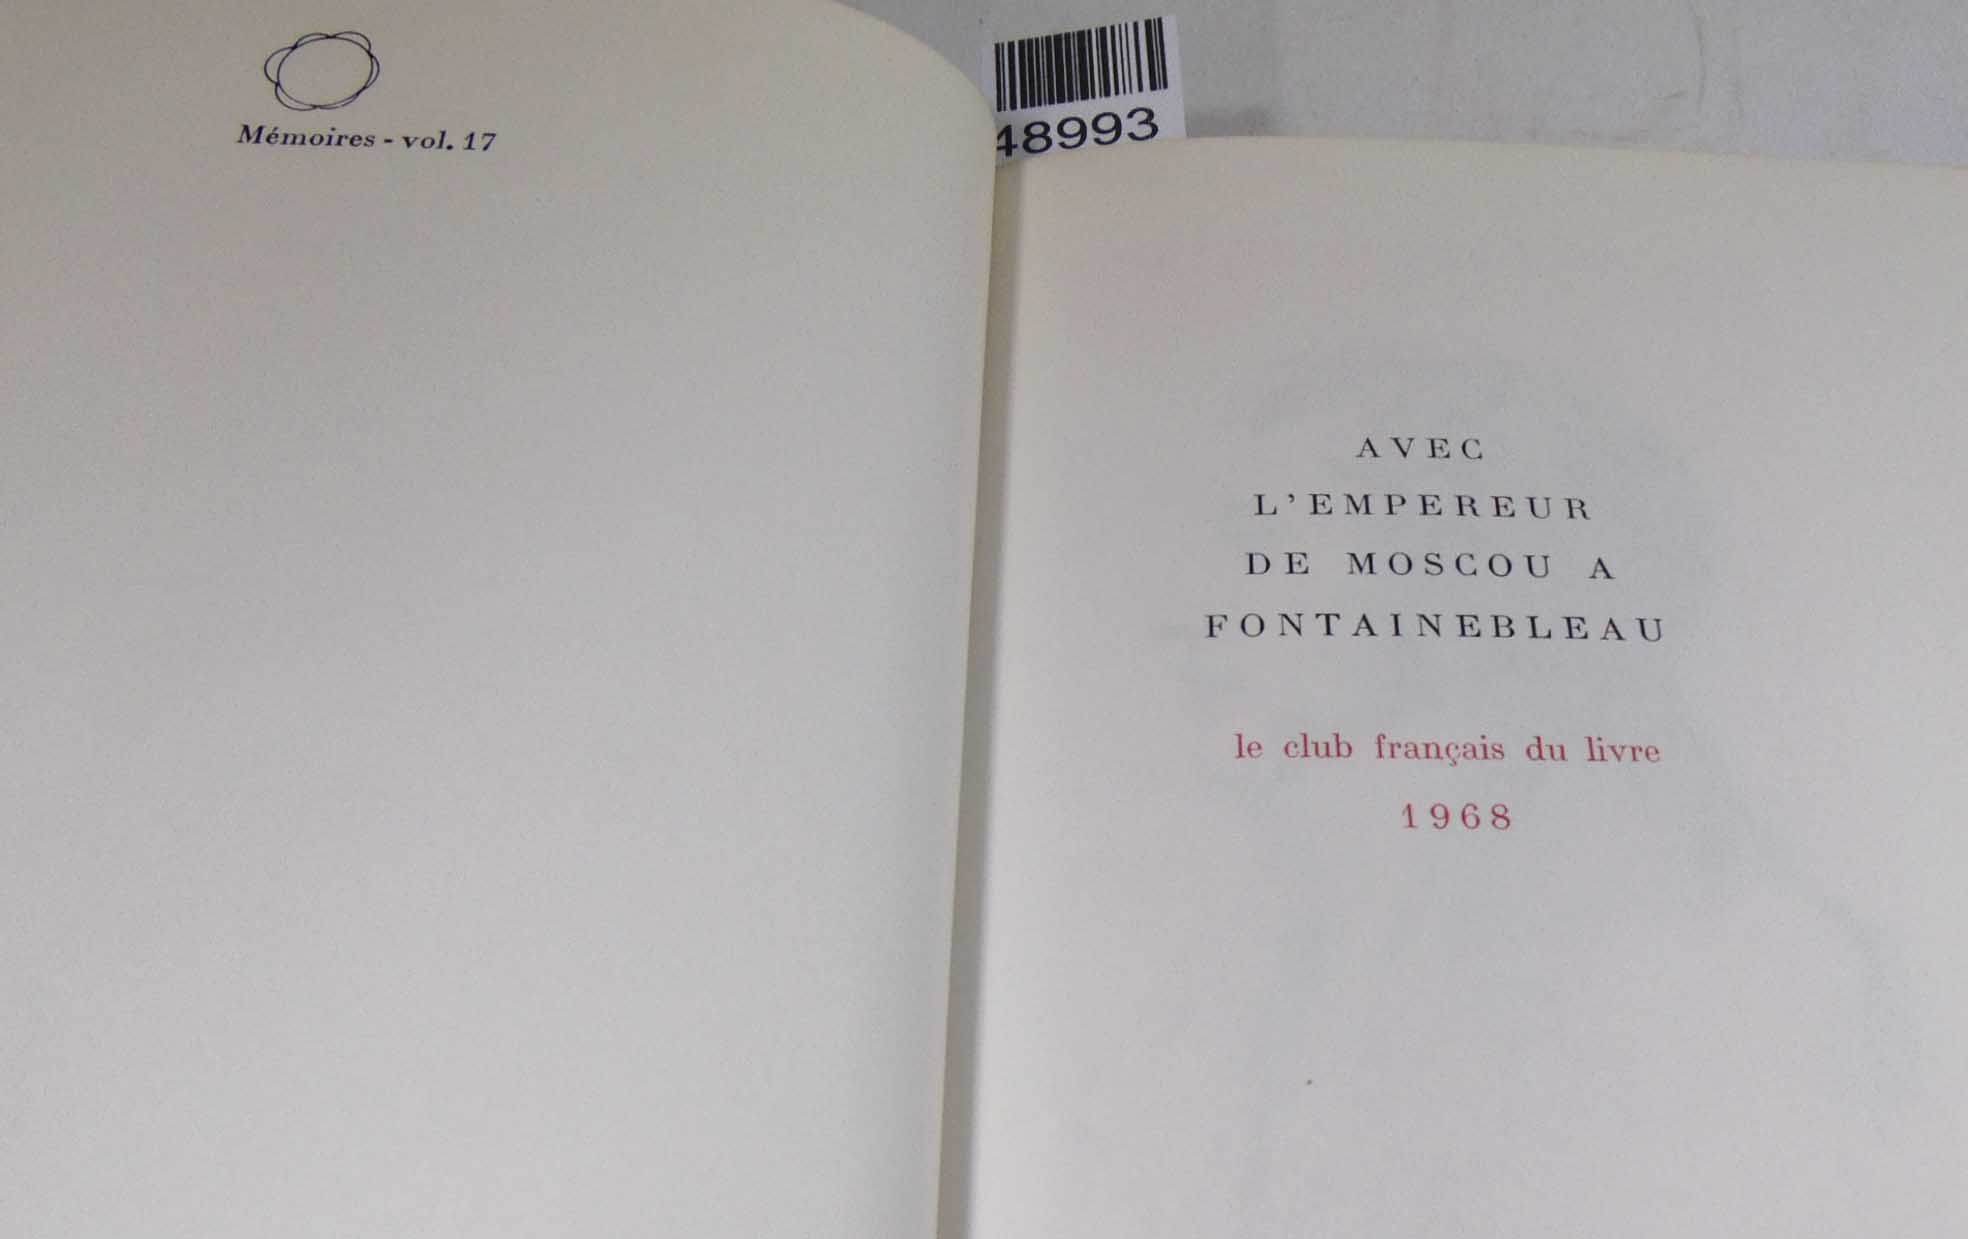 Mémoires - vol. 17
48993
AVEC
L'EMPEREUR
DE MOSCOU A
FONTAINEBLEAU
le club français du livre
1968